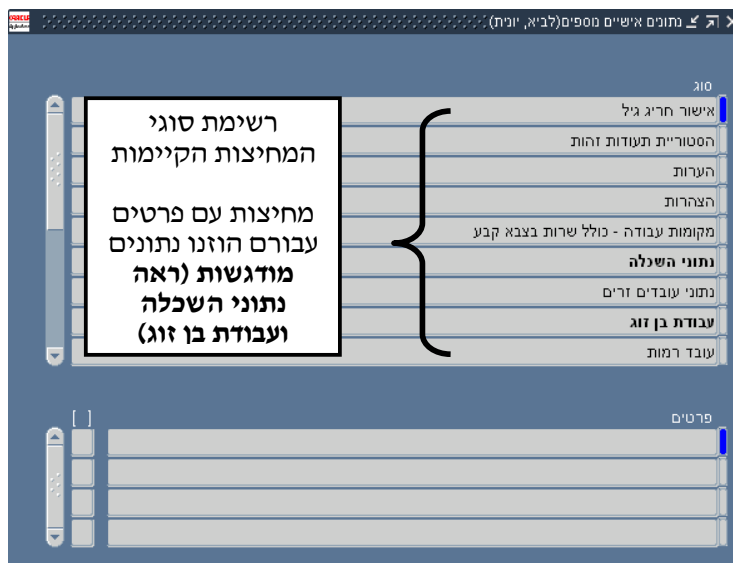 נתונים אישיים נוספים(לביא, יונית)
ORACLE
סוג
אישור חריג גיל
הסטוריית תעודות זהות
הערות
הצהרות
מקומות עבודה - כולל שרות בצבא קבע
נתוני השכלה
נתוני עובדים זרים
עבודת בן זוג
עובד רמות
רשימת סוגי
המחיצות הקיימות
מחיצות עם פרטים
עבורם הוזנו נתונים
מודגשות (ראה
נתוני השכלה
ועבודת בן זוג)
פרטים
[ ]